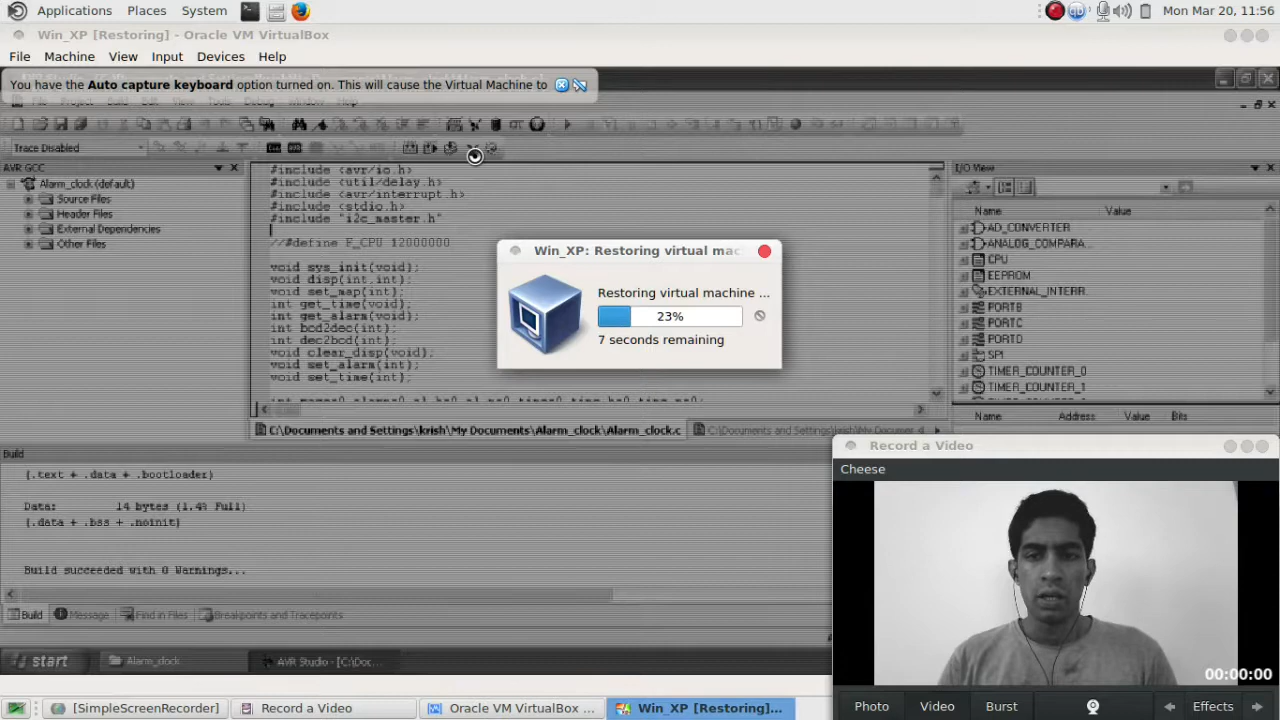 Applications Places System Mon Mar 20, 11:56
Win_XP [Restoring] - Oracle VM VirtualBox
File Machine View Input Devices Help
You have the Auto capture keyboard option turned on. This will cause the Virtual Machine to
Trace Disabled
AVR GCC
Alarm_clock (default)
Source Files
Header Files
External Dependencies
Other Files
#include <avr/io.h>
#include <util/delay.h>
#include <avr/interrupt.h>
#include <stdio.h>
#include "i2c_master.h"
//#define F_CPU 12000000
void sys_init(void);
void disp(int,int);
void set_map(int);
int get_time(void);
int get_alarm(void);
int bcd2dec(int);
int dec2bcd(int);
void clear_disp(void);
void set_alarm(int);
void set_time(int);
C:\Documents and Settings\krish\My Documents\Alarm_clock\Alarm_clock.c
C:\Documents and Settings\krish\My Document
Win_XP: Restoring virtual mac
Restoring virtual machine ...
23%
7 seconds remaining
I/O View
Name Value
AD_CONVERTER
ANALOG_COMPARA...
CPU
EEPROM
EXTERNAL_INTERR...
PORTB
PORTC
PORTD
SPI
TIMER_COUNTER_0
TIMER_COUNTER_1
Name Address Value Bits
Build
(.text + .data + .bootloader)
Data: 14 bytes (1.4% Full)
(.data + .bss + .noinit)
Build succeeded with 0 Warnings...
Build Message Find in Files Breakpoints and Tracepoints
start Alarm_clock AVR Studio - [C:\Doc...
Record a Video
Cheese
00:00:00
Photo Video Burst Effects
[SimpleScreenRecorder] Record a Video Oracle VM VirtualBox ... Win_XP [Restoring]...